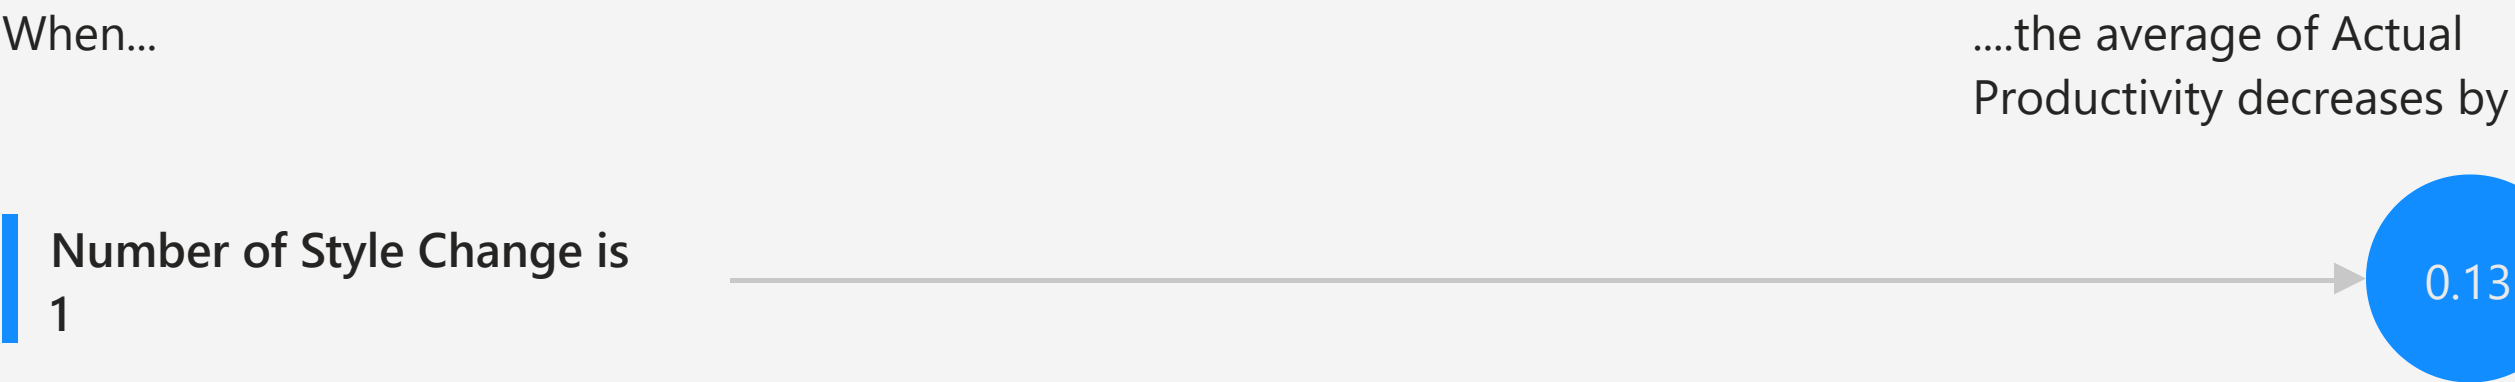 When...
....the average of Actual
Productivity decreases by
Number of Style Change is
1
0.13